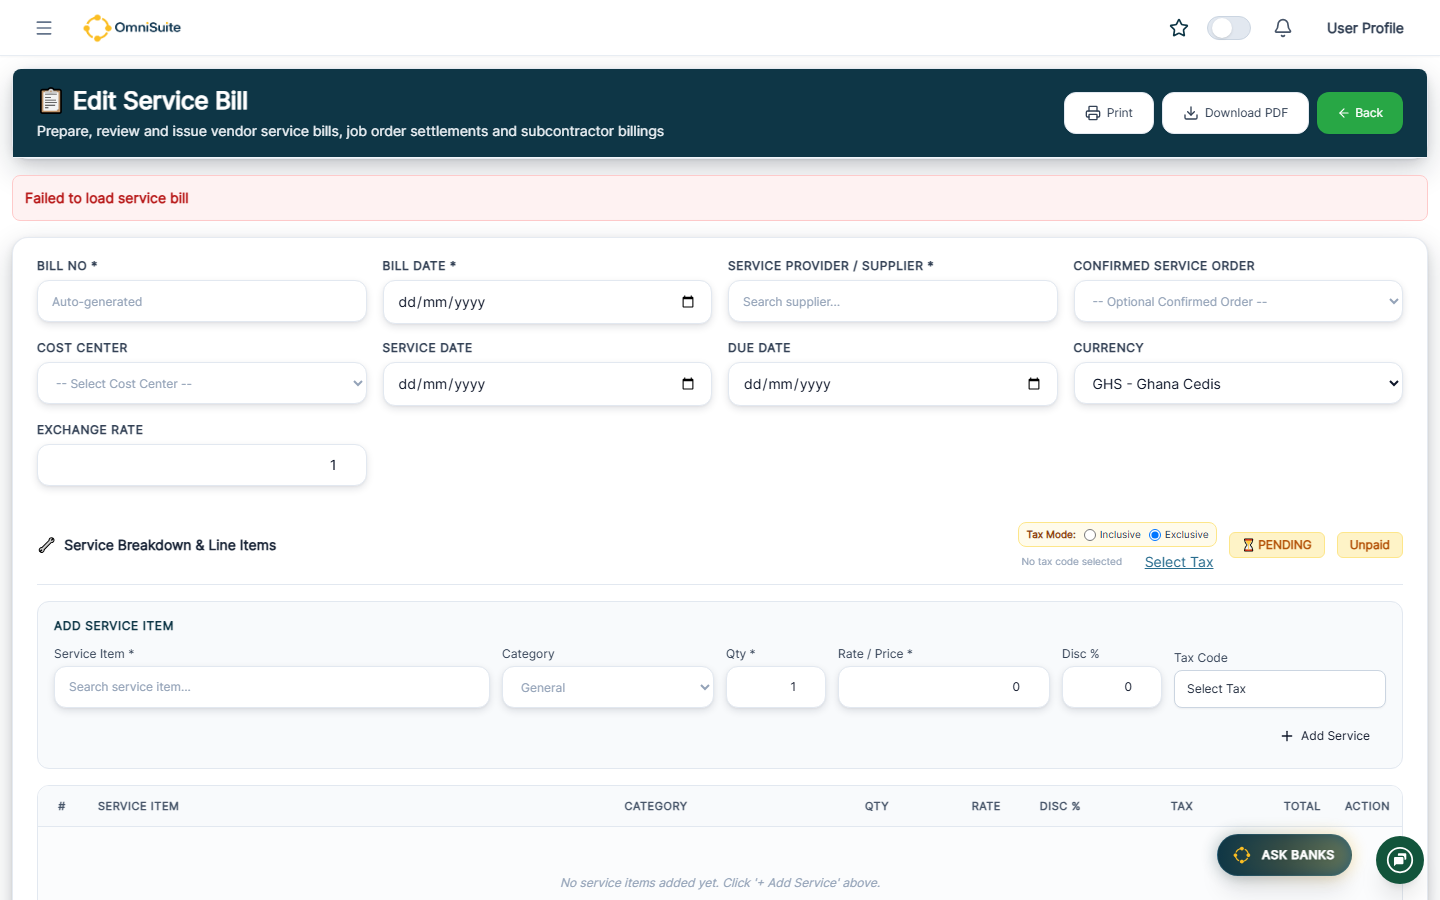 OmniSuite
User Profile
Edit Service Bill
Prepare, review and issue vendor service bills, job order settlements and subcontractor billings
Print
Download PDF
Back
Failed to load service bill
BILL NO *
BILL DATE *
SERVICE PROVIDER / SUPPLIER *
CONFIRMED SERVICE ORDER
Auto-generated
dd/mm/yyyy
Search supplier...
-- Optional Confirmed Order --
COST CENTER
SERVICE DATE
DUE DATE
CURRENCY
-- Select Cost Center --
dd/mm/yyyy
dd/mm/yyyy
GHS - Ghana Cedis
EXCHANGE RATE
1
Service Breakdown & Line Items
Tax Mode: Inclusive Exclusive
No tax code selected Select Tax
PENDING
Unpaid
ADD SERVICE ITEM
Service Item *
Category
Qty *
Rate / Price *
Disc %
Tax Code
Search service item...
General
1
0
0
Select Tax
Add Service
# SERVICE ITEM CATEGORY QTY RATE DISC % TAX TOTAL ACTION
No service items added yet. Click '+ Add Service' above.
ASK BANKS